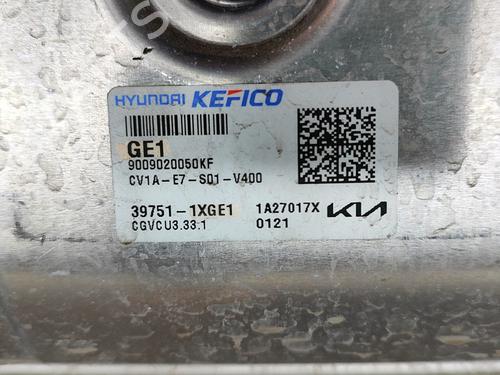 HYUNDAI KEFICO
GE1
9009020050KF
CV1A-E7-S01-V400
39751-1XGE1 1A27017X KIA
CGVCU3.33.1 0121